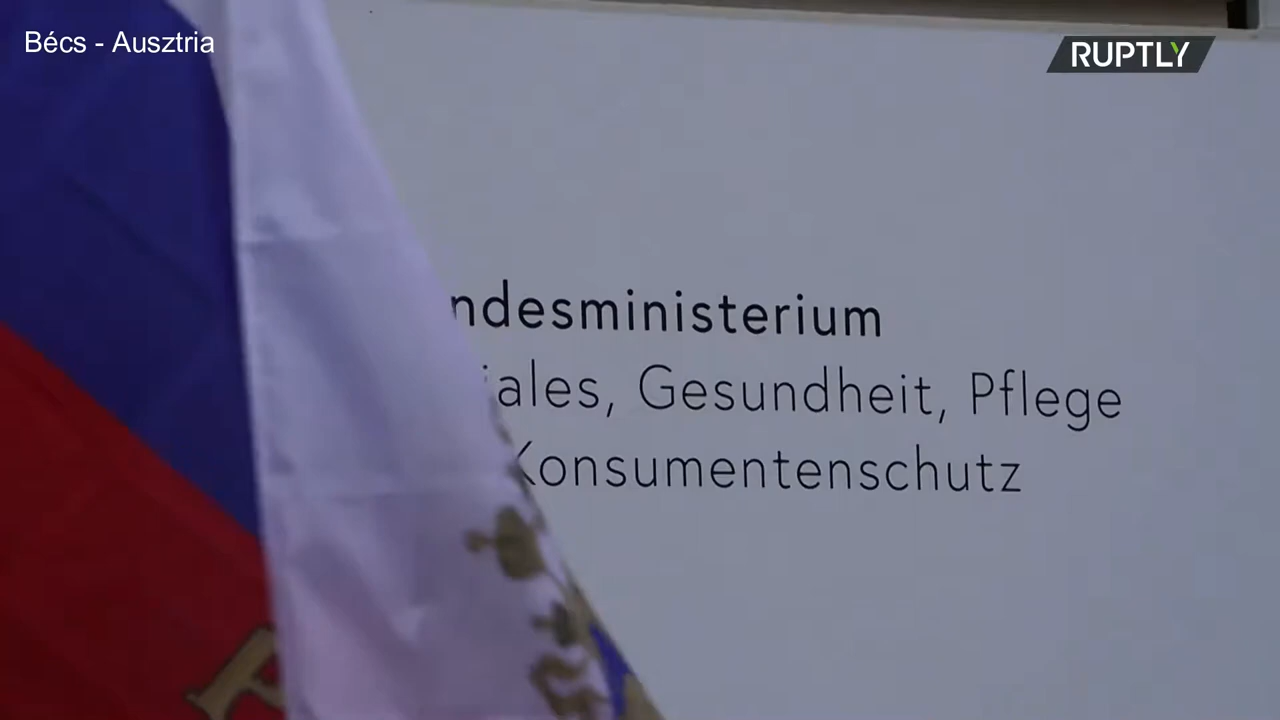 Bécs - Ausztria
RUPTLY
ndesministerium
iales, Gesundheit, Pflege
Konsumentenschutz